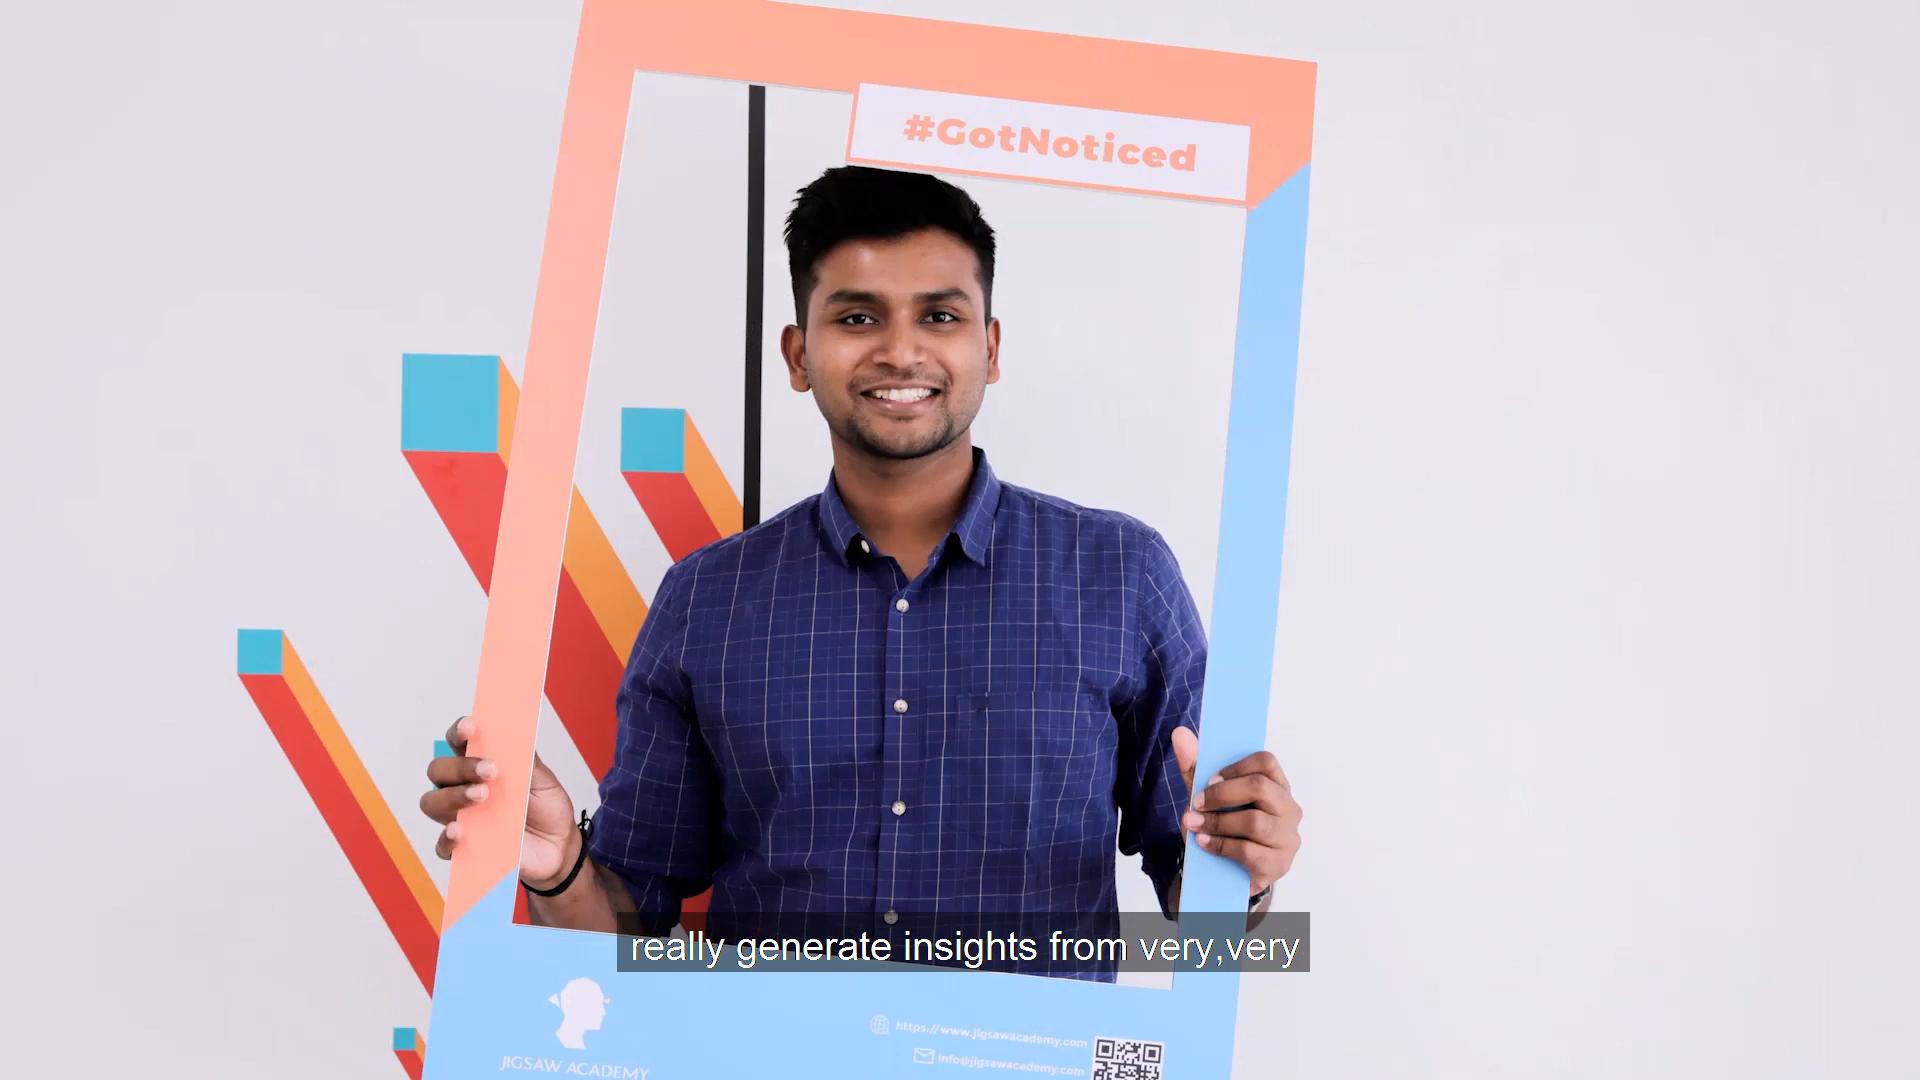 #GotNoticed
really generate insights from very,very
https://www.jigsawacademy.com
info@jigsawacademy.com
JIGSAW ACADEMY